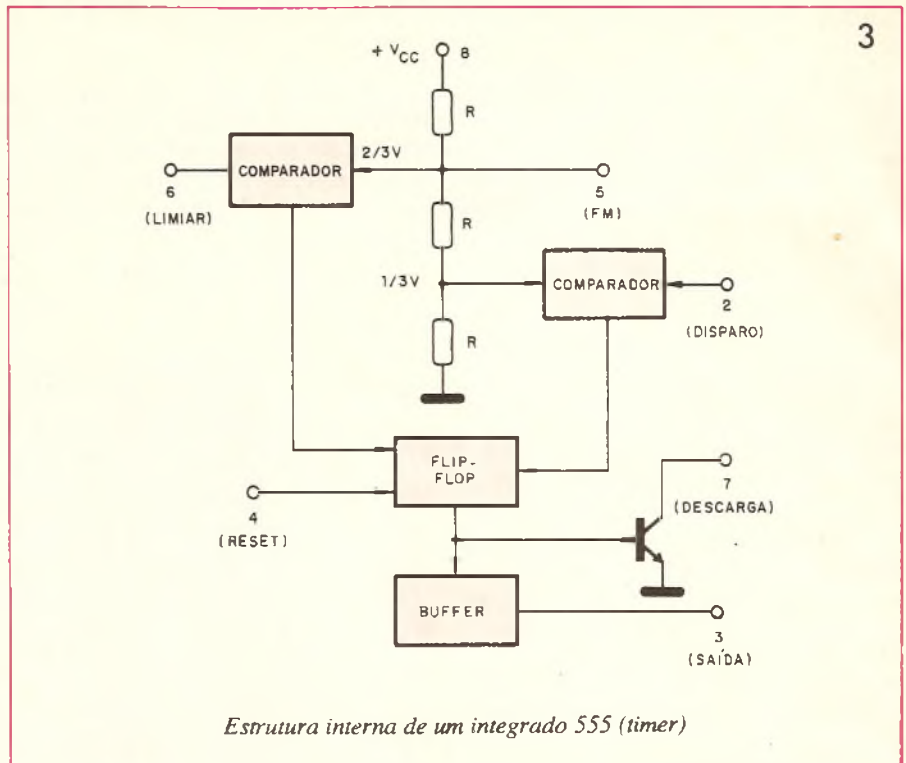 3
+ VCC 8
R
2/3V
COMPARADOR
6
(LIMIAR)
5
(FM)
R
1/3V
COMPARADOR
2
(DISPARO)
R
FLIP-
FLOP
4
(RESET)
7
(DESCARGA)
BUFFER
3
(SAÍDA)
Estrutura interna de um integrado 555 (timer)